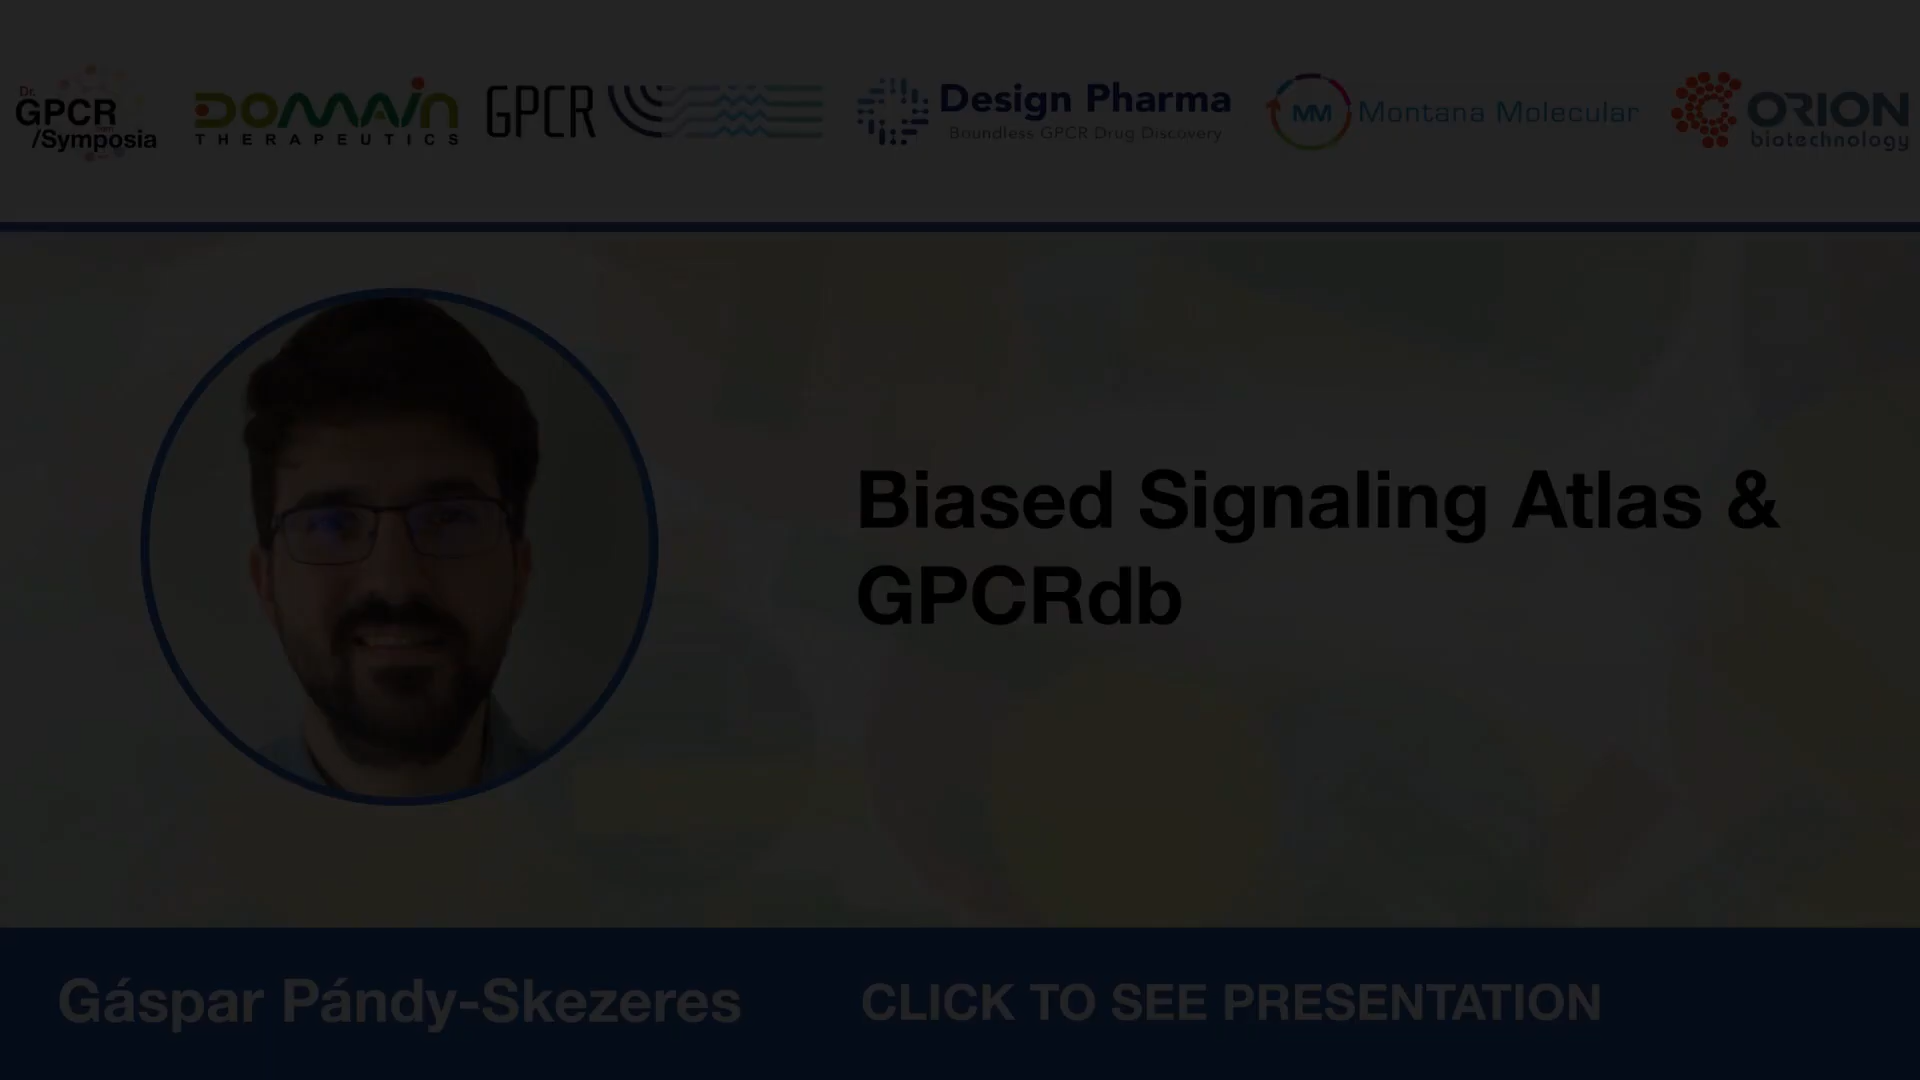 Dr.
GPCR
/Symposia
DOMAIN
THERAPEUTICS
GPCR
Design Pharma
Boundless GPCR Drug Discovery
MM
Montana Molecular
ORION
biotechnology
Biased Signaling Atlas &
GPCRdb
Gáspar Pándy-Skezeres
CLICK TO SEE PRESENTATION